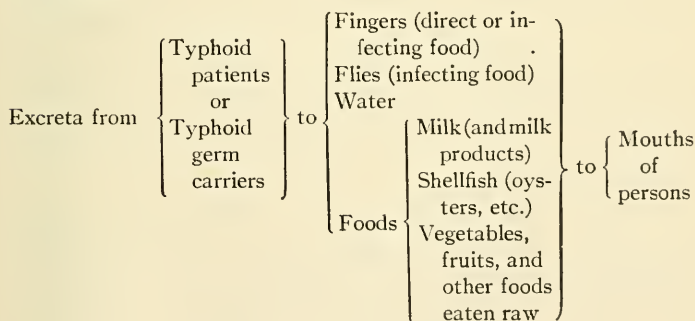 Excreta from
Typhoid
patients
or
Typhoid
germ
carriers
to
Fingers (direct or in-
fecting food) .
Flies (infecting food)
Water
Foods
Milk (and milk
products)
Shellfish (oys-
ters, etc.)
Vegetables,
fruits, and
other foods
eaten raw
to
Mouths
of
persons